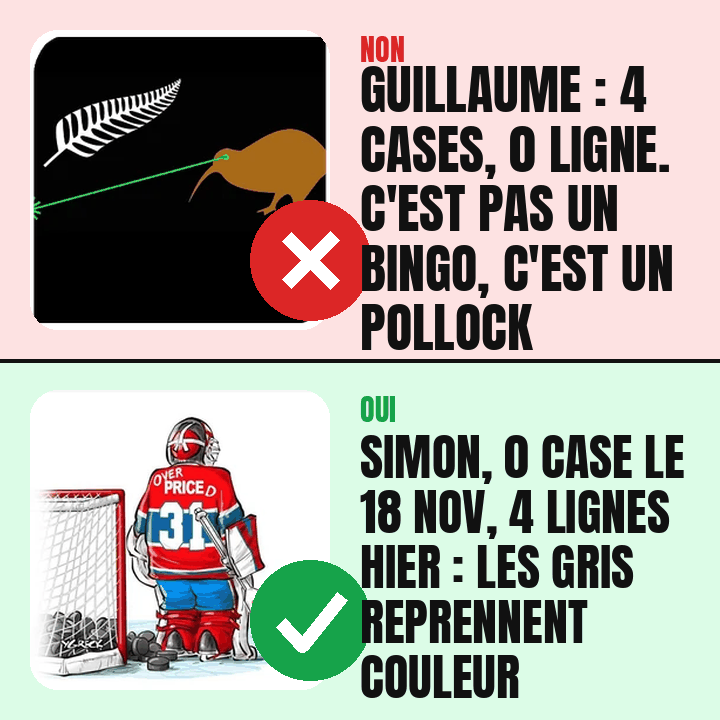 NON
GUILLAUME : 4
CASES, 0 LIGNE.
C'EST PAS UN
BINGO, C'EST UN
POLLOCK
OUI
SIMON, 0 CASE LE
18 NOV, 4 LIGNES
HIER : LES GRIS
REPRENNENT
COULEUR
OVER
PRICED
31